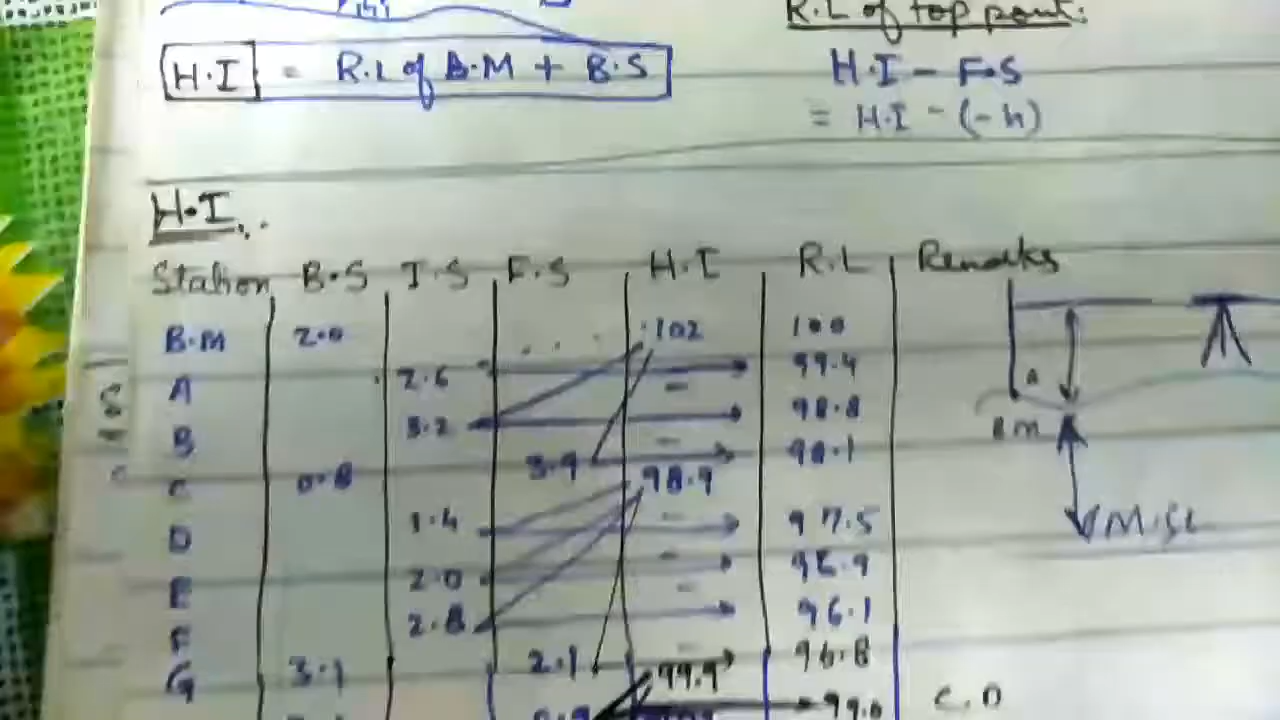 R.L of top point:
H.I = R.L of B.M + B.S
H.I - F.S
= H.I - (-h)
H.I..
Station B.S I.S F.S H.I R.L Remarks
B.M 2.0 102 100
A 2.6 - 99.4
B 3.2 - 98.8
C 0.8 3.9 98.9 98.1
D 1.4 - 97.5
E 2.0 - 96.9
F 2.8 - 96.1
G 3.1 2.1 99.9 96.8
99.0 C.D
B M
M.SL